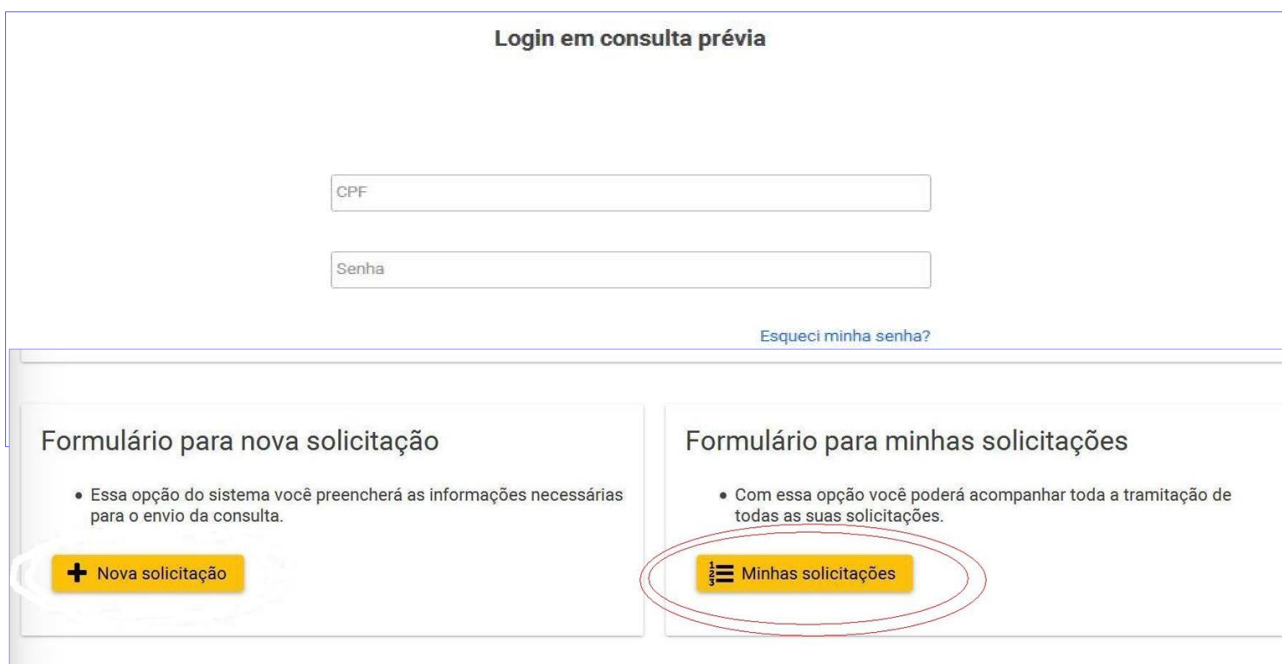 Login em consulta prévia
CPF
Senha
Esqueci minha senha?
Formulário para nova solicitação
• Essa opção do sistema você preencherá as informações necessárias
para o envio da consulta.
Nova solicitação
Formulário para minhas solicitações
• Com essa opção você poderá acompanhar toda a tramitação de
todas as suas solicitações.
Minhas solicitações